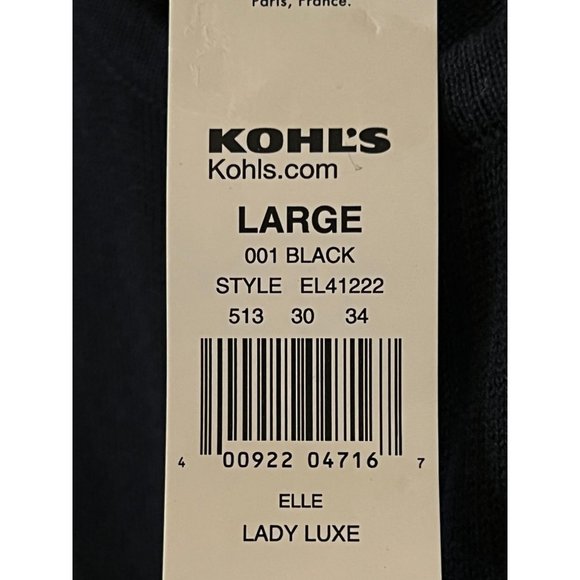 Paris, France.
KOHL'S
Kohls.com
LARGE
001 BLACK
STYLE EL41222
513 30 34
4 00922 04716 7
ELLE
LADY LUXE